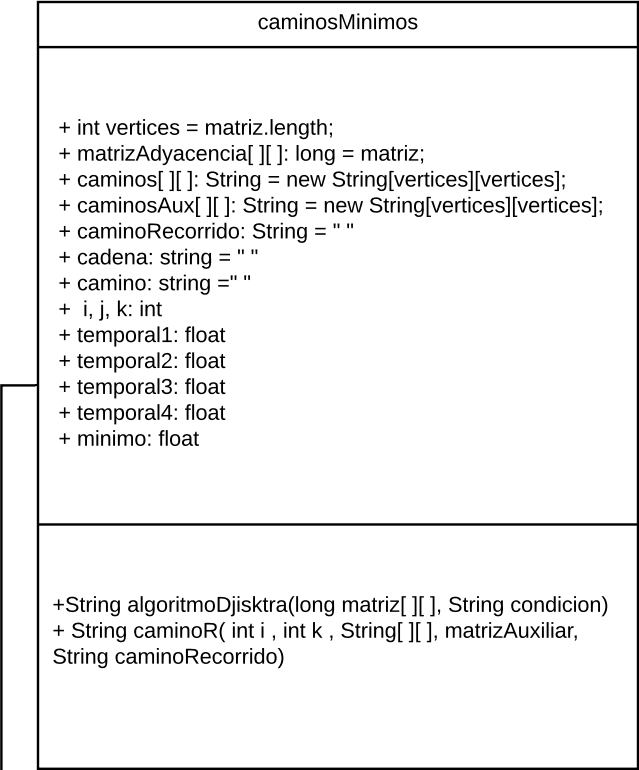 caminosMinimos
+ int vertices = matriz.length;
+ matrizAdyacencia[ ][ ]: long = matriz;
+ caminos[ ][ ]: String = new String[vertices][vertices];
+ caminosAux[ ][ ]: String = new String[vertices][vertices];
+ caminoRecorrido: String = " "
+ cadena: string = " "
+ camino: string =" "
+  i, j, k: int
+ temporal1: float
+ temporal2: float
+ temporal3: float
+ temporal4: float
+ minimo: float
+String algoritmoDjisktra(long matriz[ ][ ], String condicion)
+ String caminoR( int i , int k , String[ ][ ], matrizAuxiliar,
String caminoRecorrido)